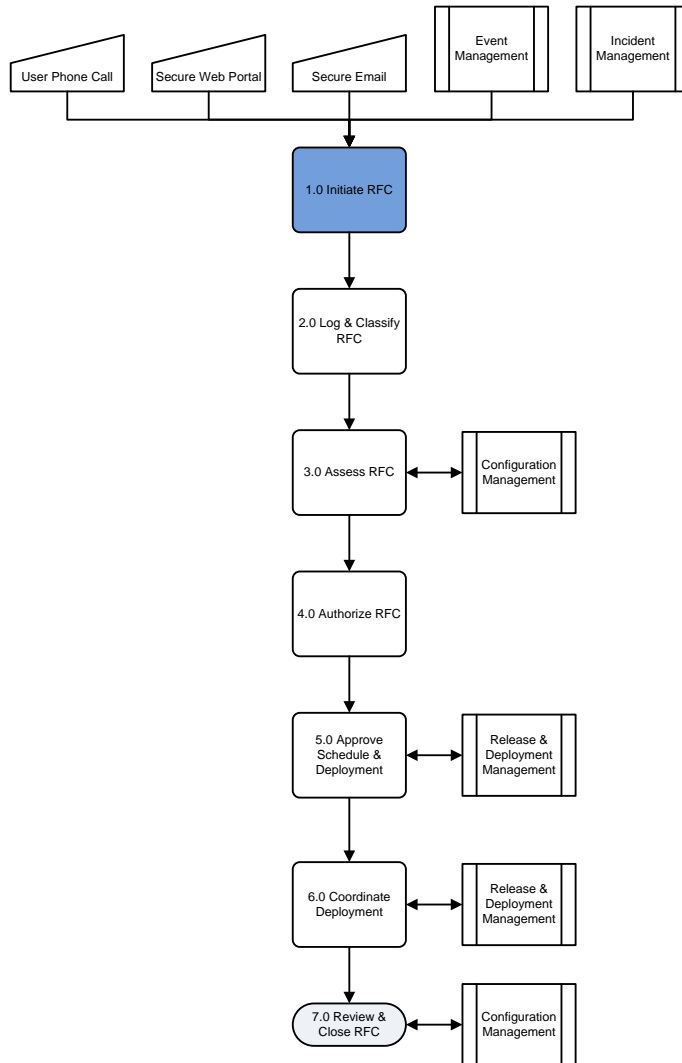 User Phone Call
Secure Web Portal
Secure Email
Event
Management
Incident
Management
1.0 Initiate RFC
2.0 Log & Classify
RFC
3.0 Assess RFC
Configuration
Management
4.0 Authorize RFC
5.0 Approve
Schedule &
Deployment
Release &
Deployment
Management
6.0 Coordinate
Deployment
Release &
Deployment
Management
7.0 Review &
Close RFC
Configuration
Management